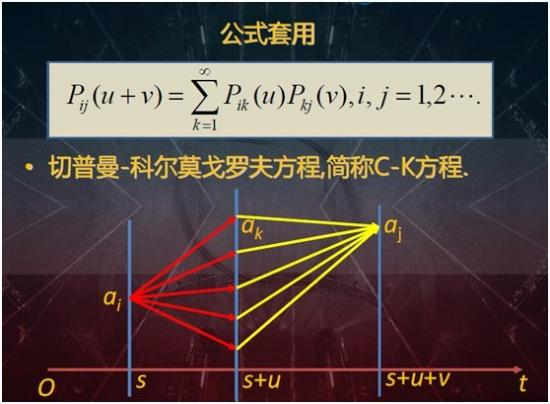 公式套用
P_{ij}(u+v)=\sum_{k=1}^{\infty}P_{ik}(u)P_{kj}(v),i,j=1,2\cdots.
• 切普曼-科尔莫戈罗夫方程,简称C-K方程.
a_k a_j
a_i
O s s+u s+u+v t